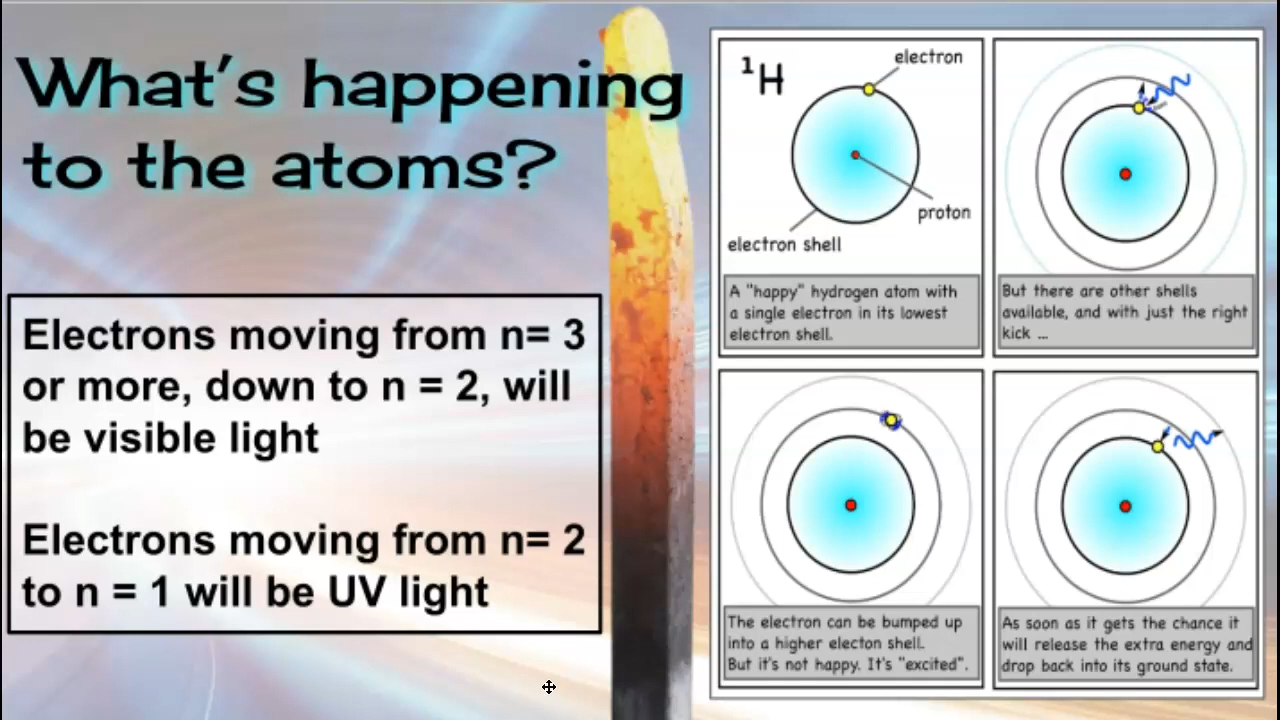 What's happening
to the atoms?
Electrons moving from n= 3
or more, down to n = 2, will
be visible light
Electrons moving from n= 2
to n = 1 will be UV light
¹H
electron
proton
electron shell
A "happy" hydrogen atom with
a single electron in its lowest
electron shell.
But there are other shells
available, and with just the right
kick ...
The electron can be bumped up
into a higher electon shell.
But it's not happy. It's "excited".
As soon as it gets the chance it
will release the extra energy and
drop back into its ground state.